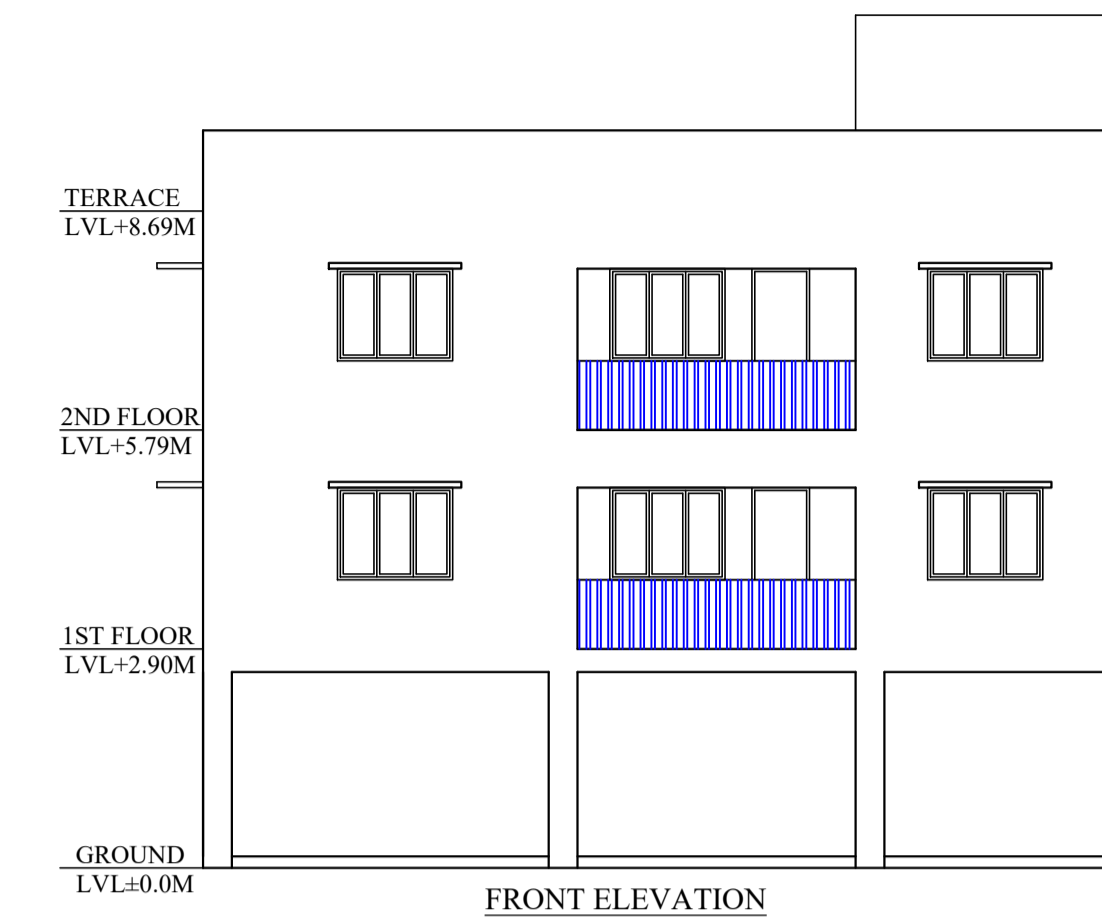 TERRACE
LVL+8.69M
2ND FLOOR
LVL+5.79M
1ST FLOOR
LVL+2.90M
GROUND
LVL±0.0M
FRONT ELEVATION